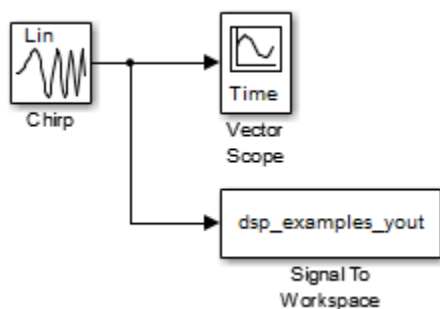 Lin
Chirp
Time
Vector
Scope
dsp_examples_yout
Signal To
Workspace